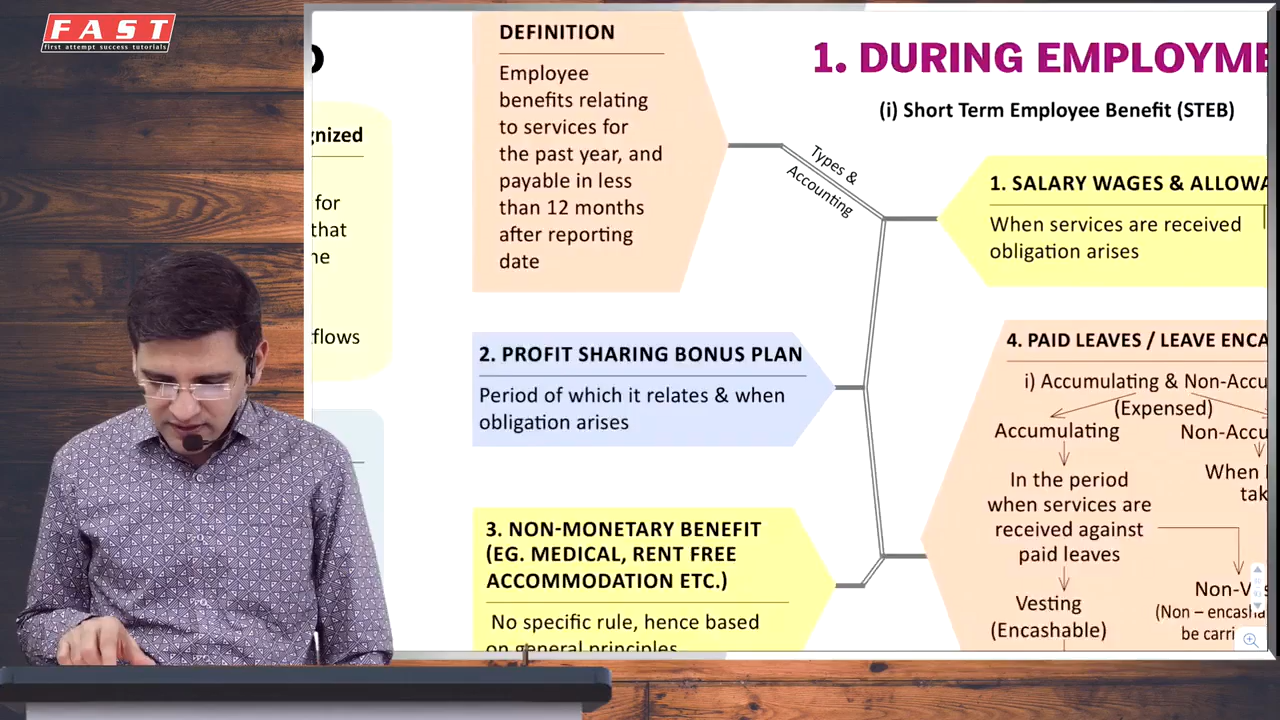 FAST
first attempt success tutorials
gnized
for
that
flows
DEFINITION
Employee
benefits relating
to services for
the past year, and
payable in less
than 12 months
after reporting
date
1. DURING EMPLOYME
(i) Short Term Employee Benefit (STEB)
Types &
Accounting
1. SALARY WAGES & ALLOWA
When services are received
obligation arises
2. PROFIT SHARING BONUS PLAN
Period of which it relates & when
obligation arises
3. NON-MONETARY BENEFIT
(EG. MEDICAL, RENT FREE
ACCOMMODATION ETC.)
No specific rule, hence based
on general principles
4. PAID LEAVES / LEAVE ENCA
i) Accumulating & Non-Accu
(Expensed)
Accumulating
Non-Accu
In the period
when services are
received against
paid leaves
When
tak
Vesting
(Encashable)
Non-V
(Non – encasha
be carri